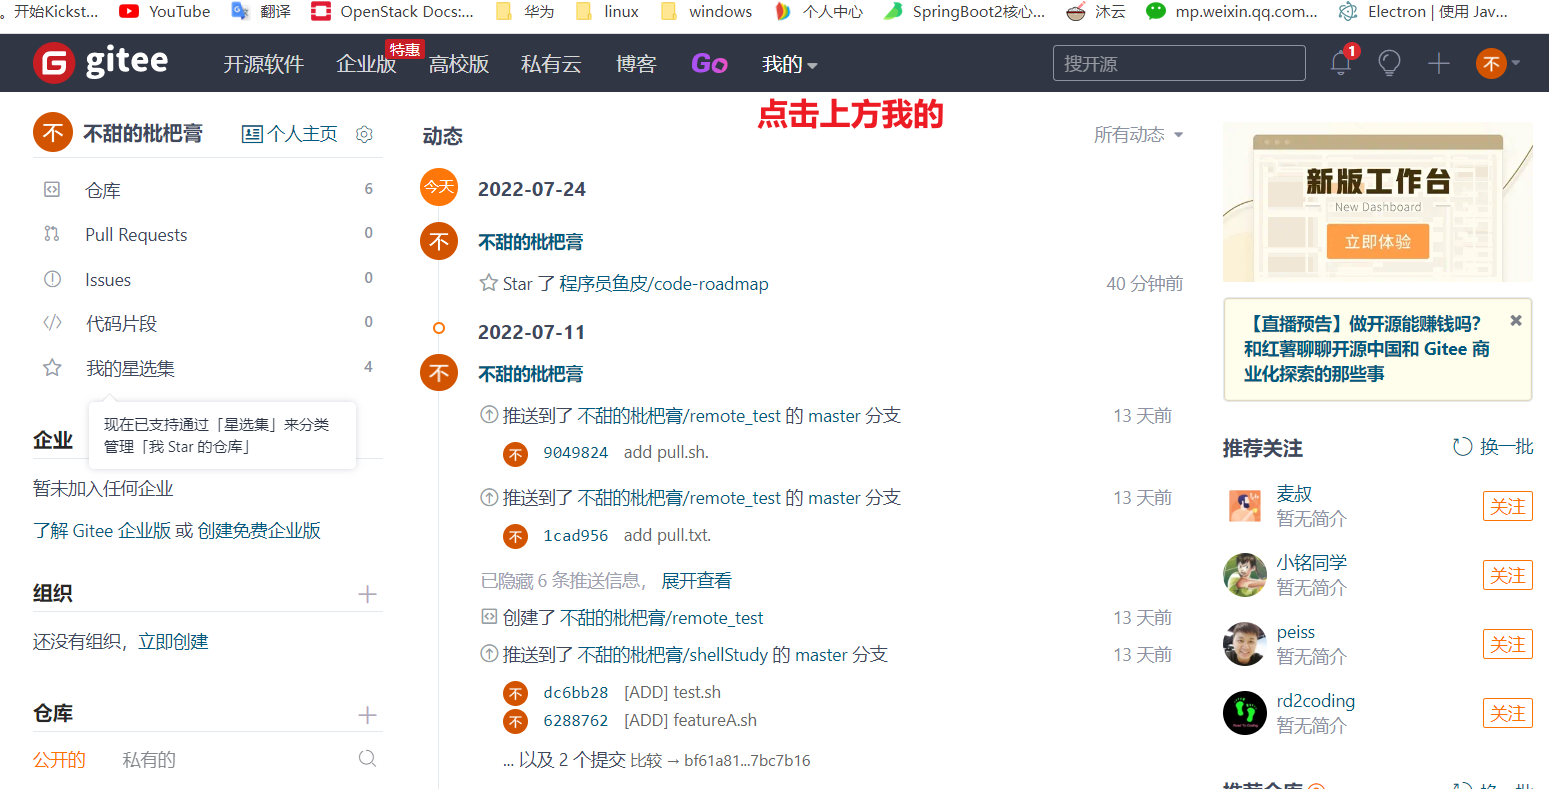 。开始Kickst... YouTube 翻译 OpenStack Docs:... 华为 linux windows 个人中心 SpringBoot2核心... 沐云 mp.weixin.qq.com... Electron | 使用 Jav...
gitee 开源软件 企业版 特惠 高校版 私有云 博客 Go 我的 搜开源 1 不
点击上方我的
不 不甜的枇杷膏 个人主页
仓库 6
Pull Requests 0
Issues 0
代码片段 0
我的星选集 4
现在已支持通过「星选集」来分类
管理「我 Star 的仓库」
企业
暂未加入任何企业
了解 Gitee 企业版 或 创建免费企业版
组织
还没有组织，立即创建
仓库
公开的 私有的
动态 所有动态
今天 2022-07-24
不 不甜的枇杷膏
Star 了 程序员鱼皮/code-roadmap 40 分钟前
2022-07-11
不 不甜的枇杷膏
推送到了 不甜的枇杷膏/remote_test 的 master 分支 13 天前
不 9049824 add pull.sh.
推送到了 不甜的枇杷膏/remote_test 的 master 分支 13 天前
不 1cad956 add pull.txt.
已隐藏 6 条推送信息， 展开查看
创建了 不甜的枇杷膏/remote_test 13 天前
推送到了 不甜的枇杷膏/shellStudy 的 master 分支 13 天前
不 dc6bb28 [ADD] test.sh
不 6288762 [ADD] featureA.sh
... 以及 2 个提交 比较 → bf61a81...7bc7b16
新版工作台
New Dashboard
立即体验
【直播预告】做开源能赚钱吗?
和红薯聊聊开源中国和 Gitee 商
业化探索的那些事
推荐关注 换一批
麦叔
暂无简介
关注
小铭同学
暂无简介
关注
peiss
暂无简介
关注
rd2coding
暂无简介
关注
推荐仓库 换一批